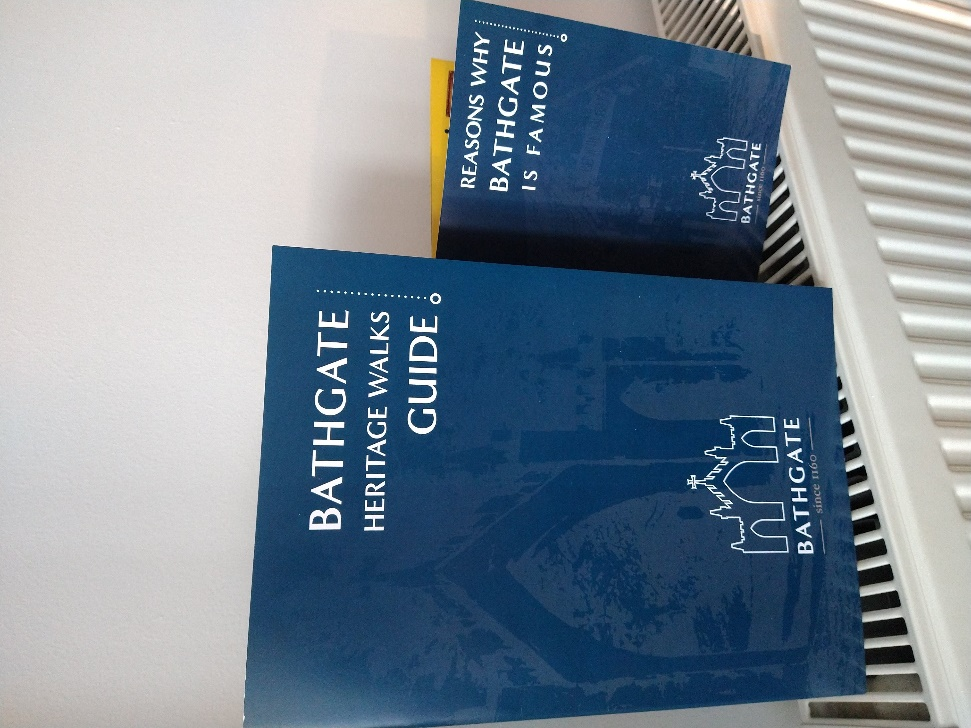 REASONS WHY
BATHGATE
IS FAMOUS
BATHGATE
since 1160
BATHGATE
HERITAGE WALKS
GUIDE
BATHGATE
since 1160